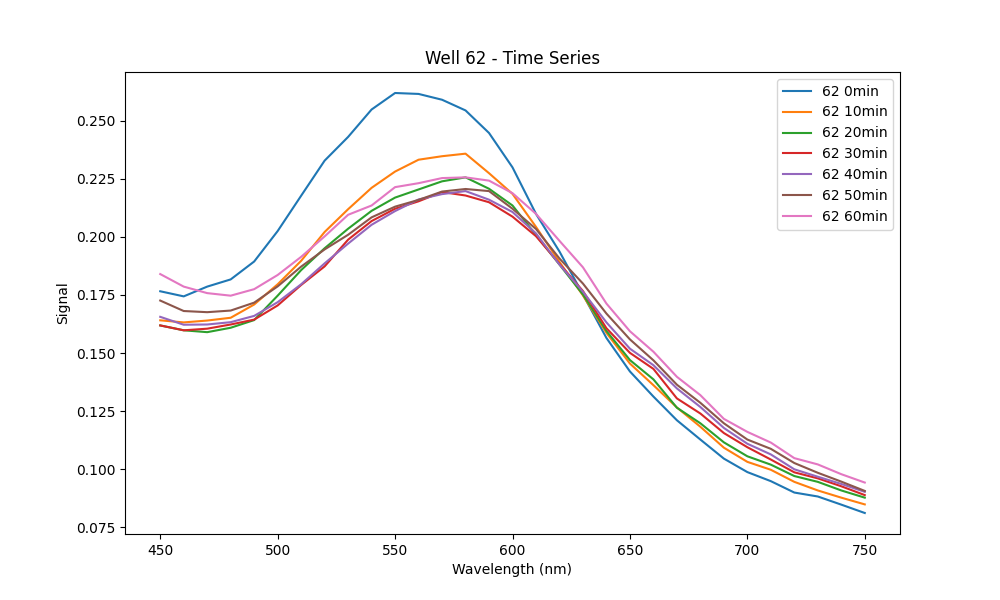 Well 62 - Time Series
62 0min
62 10min
62 20min
62 30min
62 40min
62 50min
62 60min
Signal
0.250
0.225
0.200
0.175
0.150
0.125
0.100
0.075
450 500 550 600 650 700 750
Wavelength (nm)